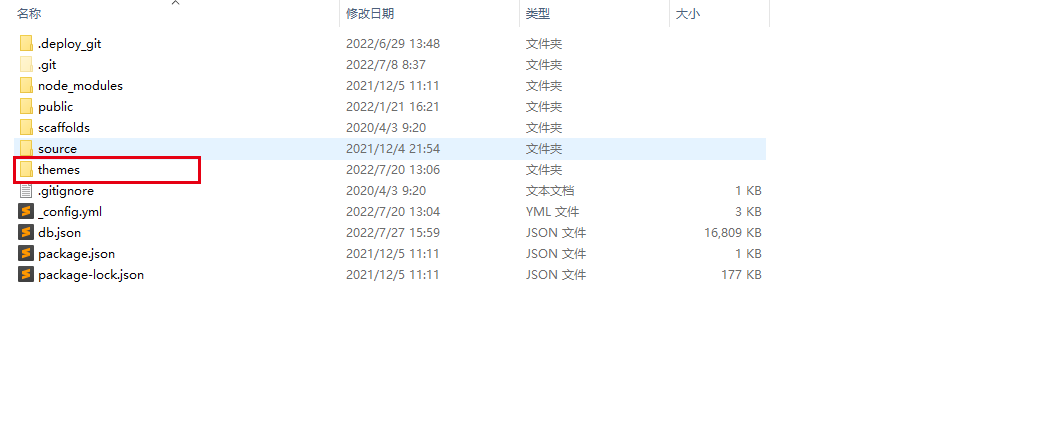 名称 修改日期 类型 大小
.deploy_git 2022/6/29 13:48 文件夹
.git 2022/7/8 8:37 文件夹
node_modules 2021/12/5 11:11 文件夹
public 2022/1/21 16:21 文件夹
scaffolds 2020/4/3 9:20 文件夹
source 2021/12/4 21:54 文件夹
themes 2022/7/20 13:06 文件夹
.gitignore 2020/4/3 9:20 文本文档 1 KB
_config.yml 2022/7/20 13:04 YML 文件 3 KB
db.json 2022/7/27 15:59 JSON 文件 16,809 KB
package.json 2021/12/5 11:11 JSON 文件 1 KB
package-lock.json 2021/12/5 11:11 JSON 文件 177 KB